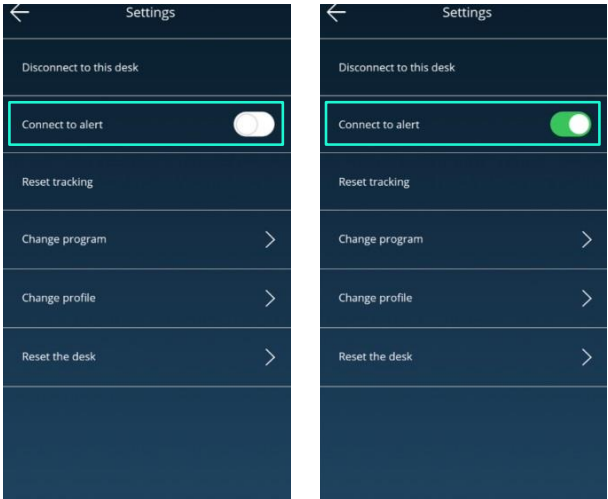 Settings
Disconnect to this desk
Connect to alert
Reset tracking
Change program
Change profile
Reset the desk
Settings
Disconnect to this desk
Connect to alert
Reset tracking
Change program
Change profile
Reset the desk